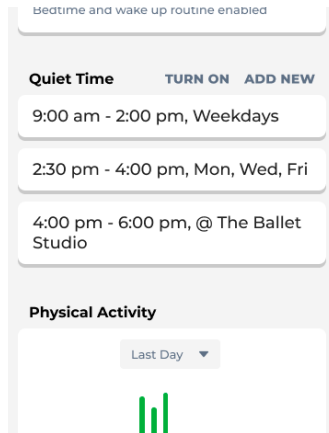 Bedtime and wake up routine enabled
Quiet Time TURN ON ADD NEW
9:00 am - 2:00 pm, Weekdays
2:30 pm - 4:00 pm, Mon, Wed, Fri
4:00 pm - 6:00 pm, @ The Ballet
Studio
Physical Activity
Last Day